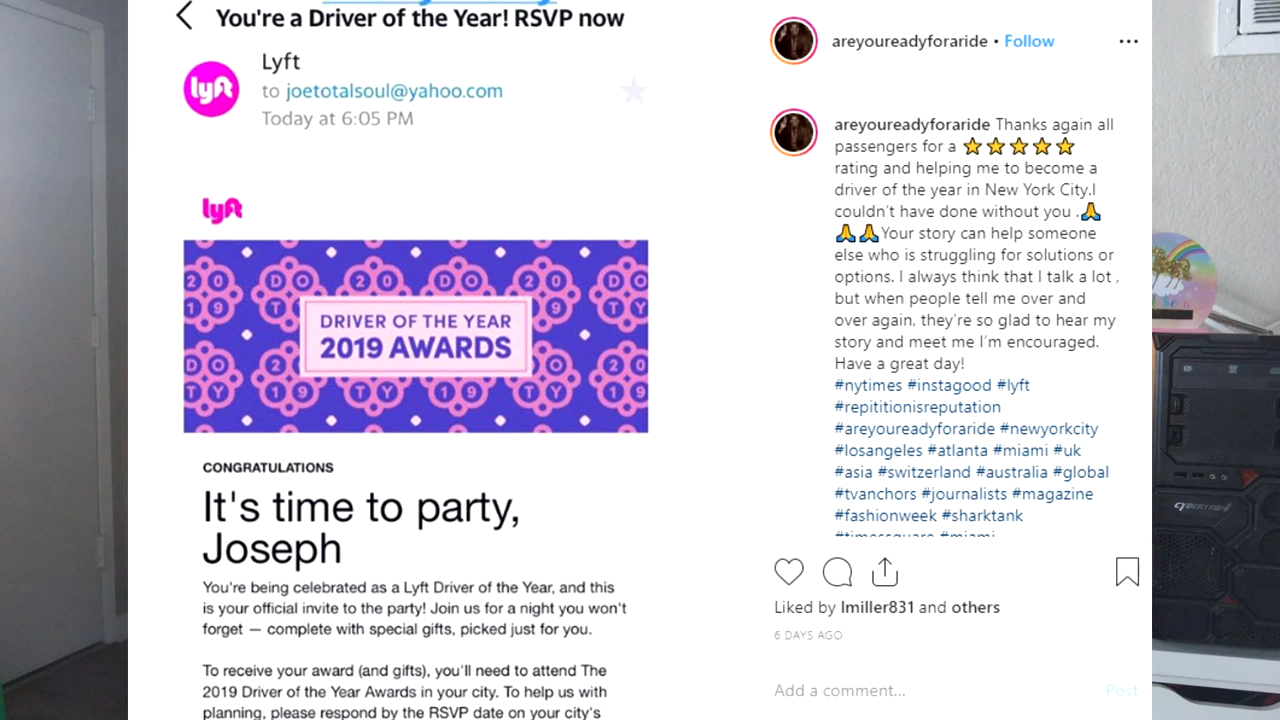 You're a Driver of the Year! RSVP now
Lyft
to joetotalsoul@yahoo.com
Today at 6:05 PM
lyft
lyft
DRIVER OF THE YEAR
2019 AWARDS
CONGRATULATIONS
It's time to party,
Joseph
You're being celebrated as a Lyft Driver of the Year, and this
is your official invite to the party! Join us for a night you won't
forget — complete with special gifts, picked just for you.
To receive your award (and gifts), you'll need to attend The
2019 Driver of the Year Awards in your city. To help us with
planning, please respond by the RSVP date on your city's
areyoureadyforaride • Follow
areyoureadyforaride Thanks again all
passengers for a ⭐⭐⭐⭐⭐
rating and helping me to become a
driver of the year in New York City.I
couldn't have done without you .🙏
🙏🙏Your story can help someone
else who is struggling for solutions or
options. I always think that I talk a lot ,
but when people tell me over and
over again, they're so glad to hear my
story and meet me I'm encouraged.
Have a great day!
#nytimes #instagood #lyft
#repititionisreputation
#areyoureadyforaride #newyorkcity
#losangeles #atlanta #miami #uk
#asia #switzerland #australia #global
#tvanchors #journalists #magazine
#fashionweek #sharktank
#timessquare #miami
Liked by lmiller831 and others
6 DAYS AGO
Add a comment...
Post